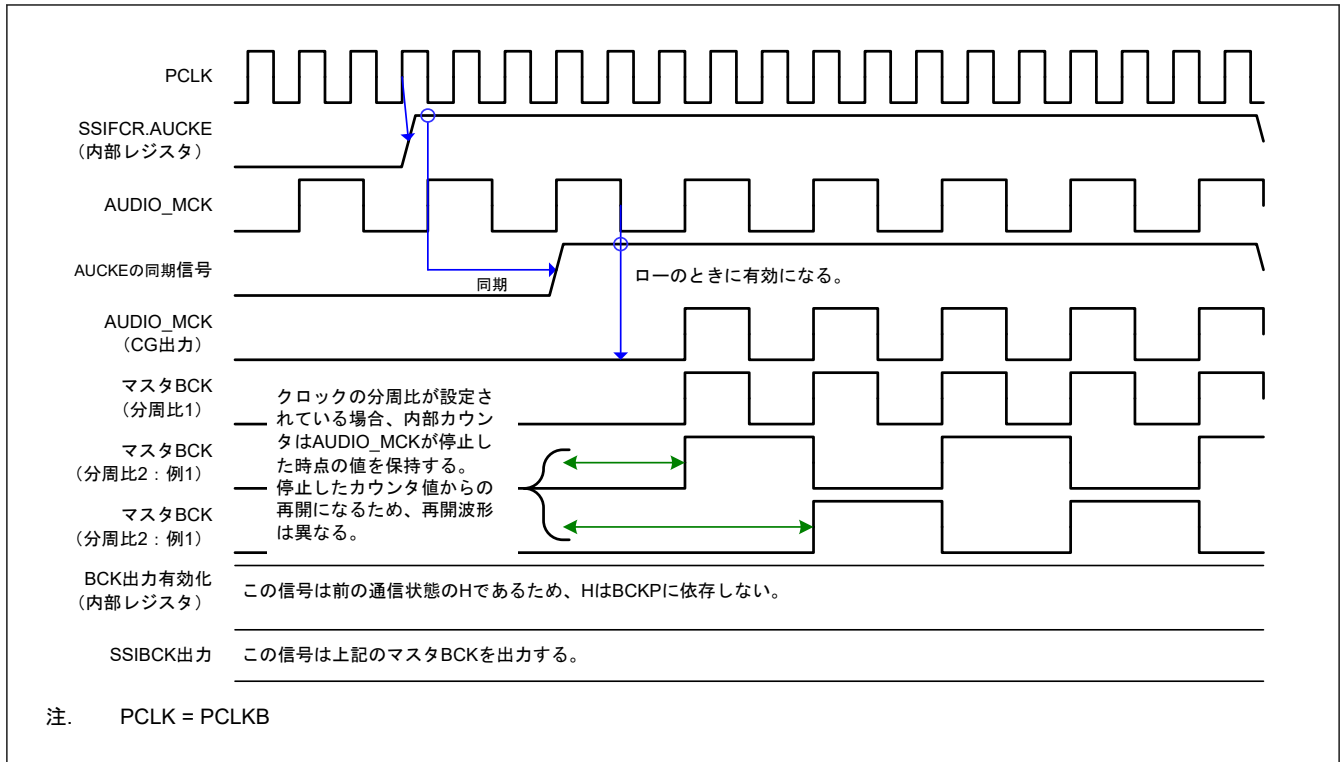 PCLK
SSIFCR.AUCKE
（内部レジスタ）
AUDIO_MCK
AUCKEの同期信号
同期
ローのときに有効になる。
AUDIO_MCK
（CG出力）
マスタBCK
（分周比1）
クロックの分周比が設定さ
れている場合、内部カウン
タはAUDIO_MCKが停止し
た時点の値を保持する。
停止したカウンタ値からの
再開になるため、再開波形
は異なる。
マスタBCK
（分周比2：例1）
マスタBCK
（分周比2：例1）
BCK出力有効化
（内部レジスタ）
この信号は前の通信状態のHであるため、HはBCKPに依存しない。
SSIBCK出力
この信号は上記のマスタBCKを出力する。
注. PCLK = PCLKB